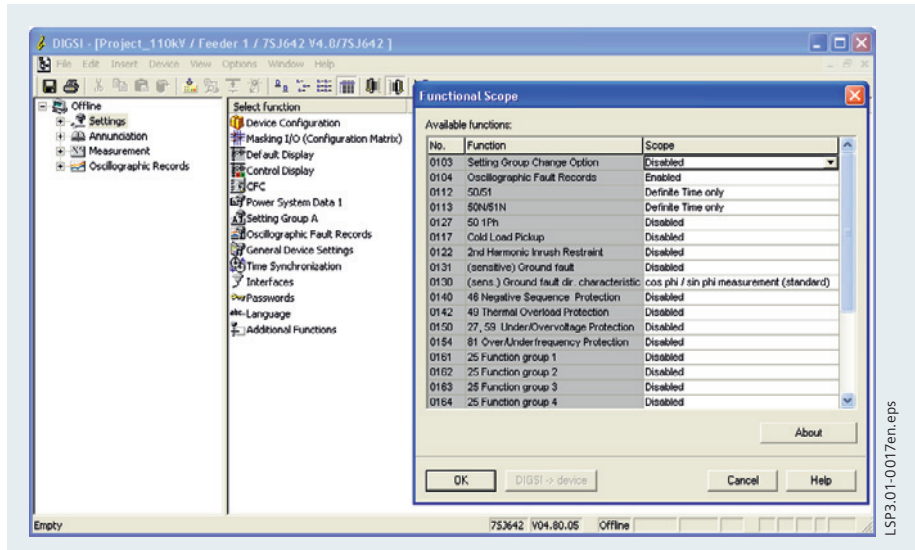 DIGSI - [Project_110kV / Feeder 1 / 7SJ642 V4.8/7SJ642 ]
File Edit Insert Device View Options Window Help
Offline
Settings
Annunciation
Measurement
Oscillographic Records
Select function
Device Configuration
Masking I/O (Configuration Matrix)
Default Display
Control Display
CFC
Power System Data 1
Setting Group A
Oscillographic Fault Records
General Device Settings
Time Synchronization
Interfaces
Passwords
abc Language
Additional Functions
Functional Scope
Available functions:
No. Function Scope
0103 Setting Group Change Option Disabled
0104 Oscillographic Fault Records Enabled
0112 50/51 Definite Time only
0113 50N/51N Definite Time only
0127 50 1Ph Disabled
0117 Cold Load Pickup Disabled
0122 2nd Harmonic Inrush Restraint Disabled
0131 (sensitive) Ground fault Disabled
0130 (sens.) Ground fault dir. characteristic cos phi / sin phi measurement (standard)
0140 46 Negative Sequence Protection Disabled
0142 49 Thermal Overload Protection Disabled
0150 27, 59 Under/Overvoltage Protection Disabled
0154 81 Over/Underfrequency Protection Disabled
0161 25 Function group 1 Disabled
0162 25 Function group 2 Disabled
0163 25 Function group 3 Disabled
0164 25 Function group 4 Disabled
About
OK DIGSI -> device Cancel Help
Empty 7SJ642 V04.80.05 Offline
LSP3.01-0017en.eps